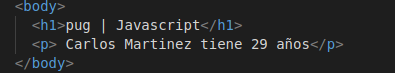 <body>
<h1>pug | Javascript</h1>
<p> Carlos Martinez tiene 29 años</p>
</body>